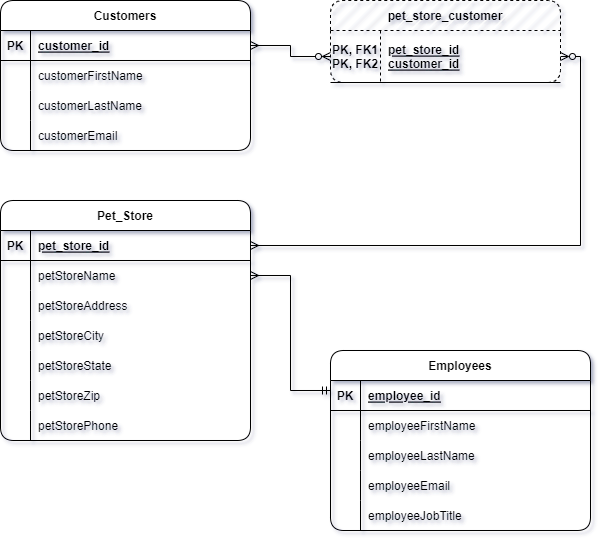 Customers
PK customer_id
customerFirstName
customerLastName
customerEmail
pet_store_customer
PK, FK1 pet_store_id
PK, FK2 customer_id
Pet_Store
PK pet_store_id
petStoreName
petStoreAddress
petStoreCity
petStoreState
petStoreZip
petStorePhone
Employees
PK employee_id
employeeFirstName
employeeLastName
employeeEmail
employeeJobTitle